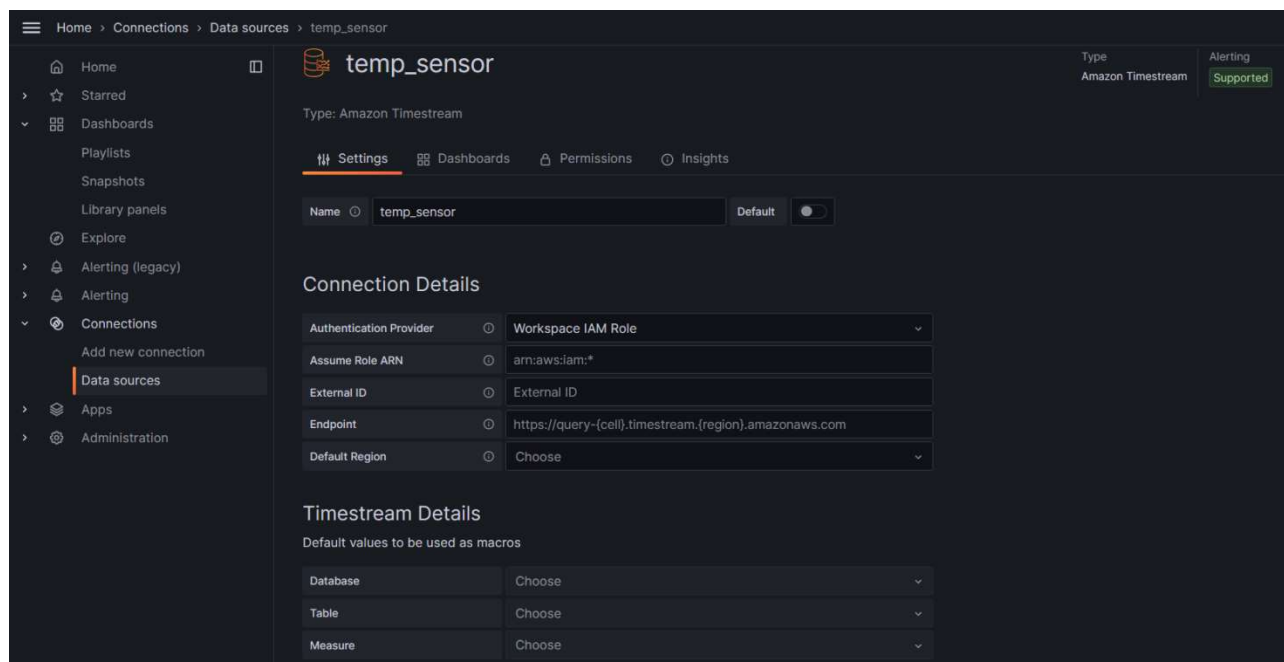 Home > Connections > Data sources > temp_sensor
Home
Starred
Dashboards
Playlists
Snapshots
Library panels
Explore
Alerting (legacy)
Alerting
Connections
Add new connection
Data sources
Apps
Administration
temp_sensor
Type: Amazon Timestream
Type
Amazon Timestream
Alerting
Supported
Settings Dashboards Permissions Insights
Name temp_sensor Default
Connection Details
Authentication Provider Workspace IAM Role
Assume Role ARN arn:aws:iam:*
External ID External ID
Endpoint https://query-{cell}.timestream.{region}.amazonaws.com
Default Region Choose
Timestream Details
Default values to be used as macros
Database Choose
Table Choose
Measure Choose